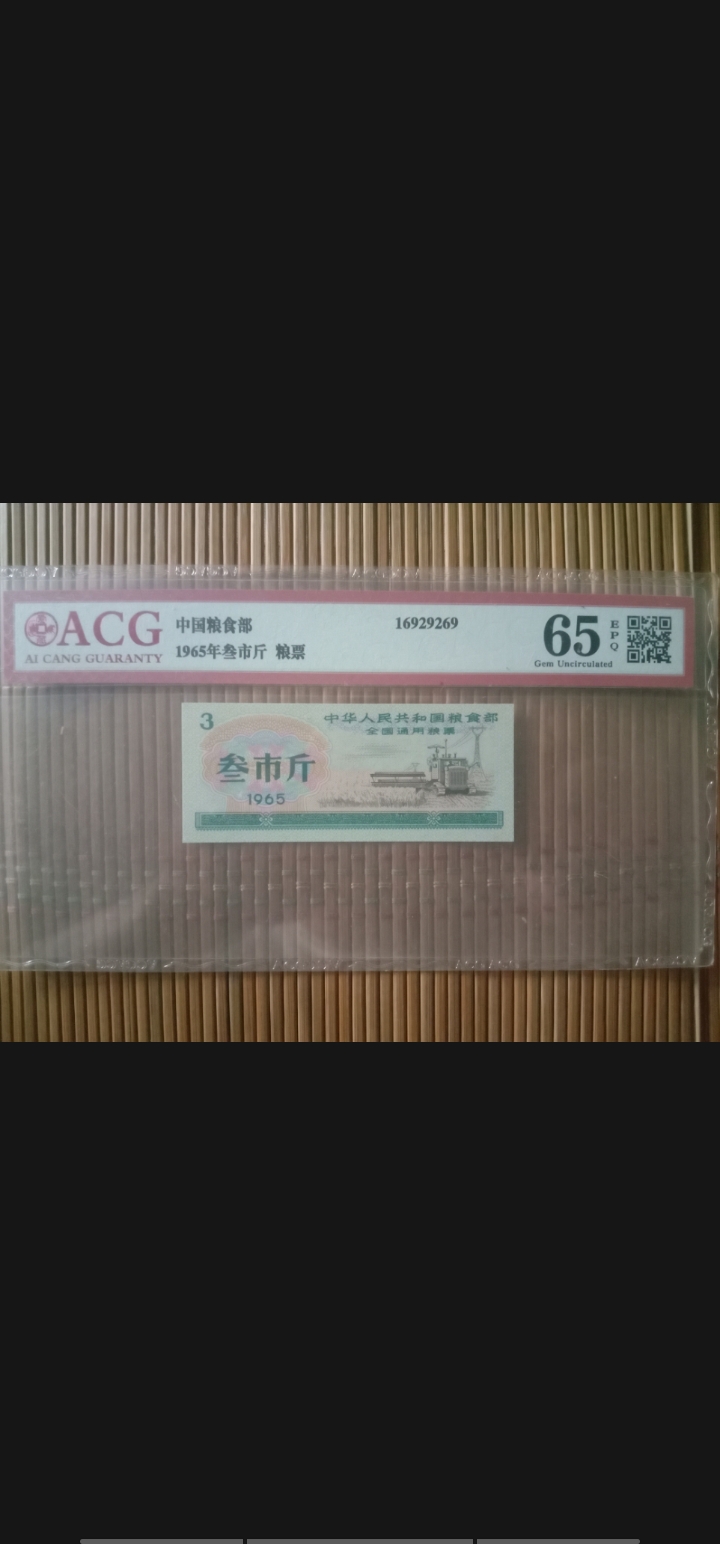 ACG
AI CANG GUARANTY
中国粮食部
1965年叁市斤 粮票
16929269
65
EPQ
Gem Uncirculated
3
中华人民共和国粮食部
全国通用粮票
叁市斤
1965